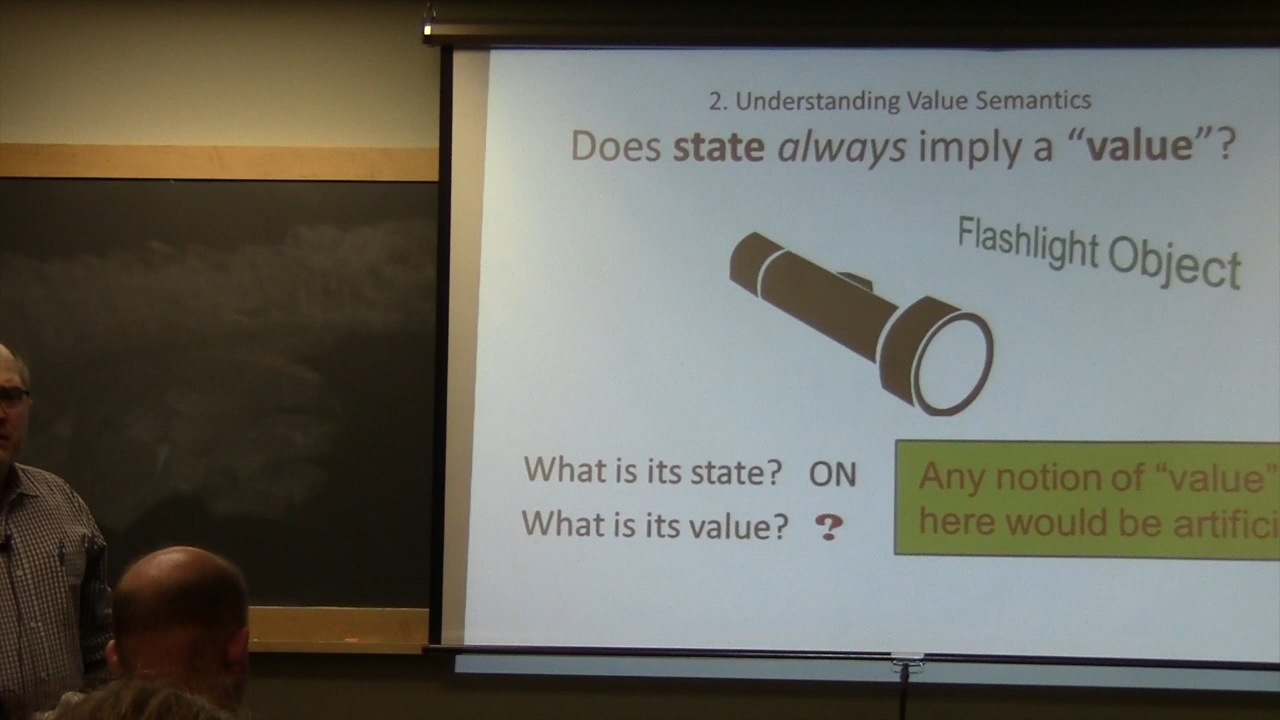 2. Understanding Value Semantics
Does state always imply a “value”?
Flashlight Object
What is its state? ON
What is its value? ?
Any notion of “value”
here would be